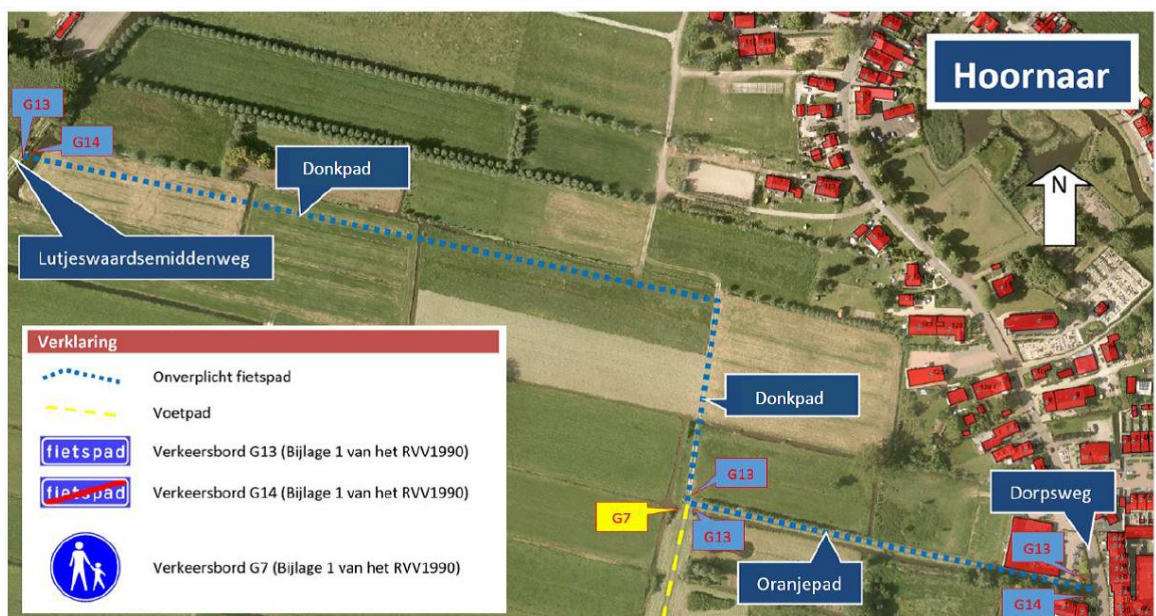 Hoornaar
G13
G14
Donkpad
N
Lutjeswaardsemiddenweg
Verklaring
Onverplicht fietspad
Voetpad
fietspad
Verkeersbord G13 (Bijlage 1 van het RVV1990)
fietspad
Verkeersbord G14 (Bijlage 1 van het RVV1990)
Verkeersbord G7 (Bijlage 1 van het RVV1990)
Donkpad
G13
G7
G13
Dorpsweg
G13
Oranjepad
G14